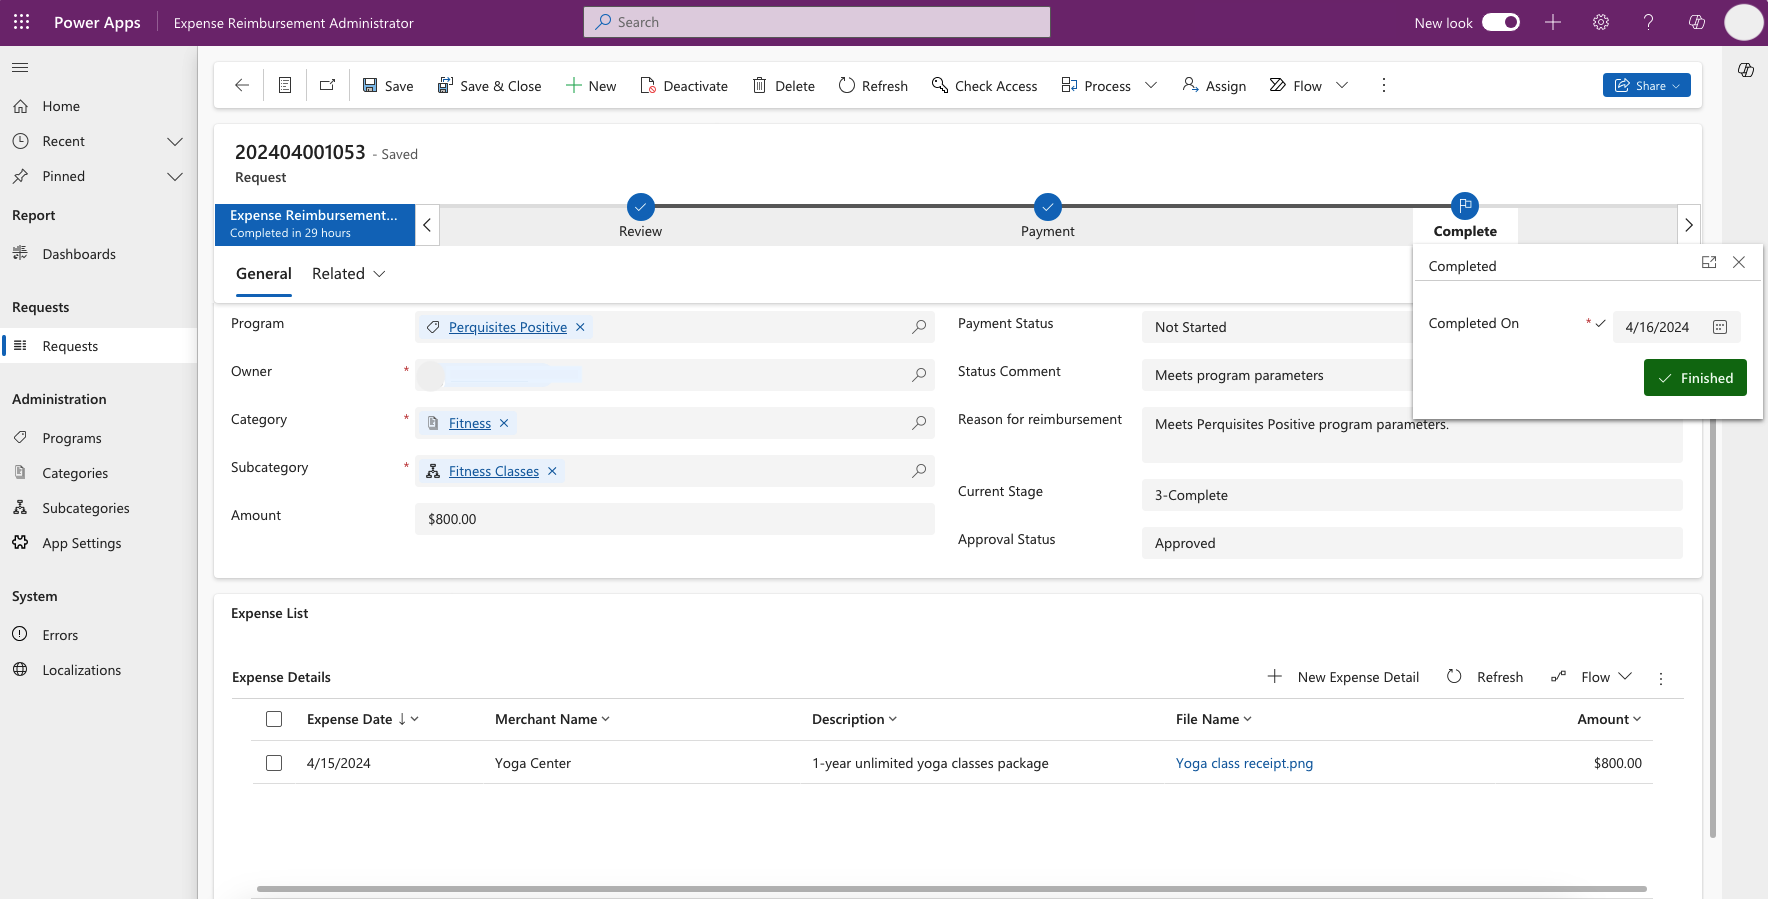 Power Apps
Expense Reimbursement Administrator
Search
New look
Save
Save & Close
New
Deactivate
Delete
Refresh
Check Access
Process
Assign
Flow
Share
Home
Recent
Pinned
Report
Dashboards
Requests
Requests
Administration
Programs
Categories
Subcategories
App Settings
System
Errors
Localizations
202404001053 - Saved
Request
Expense Reimbursement...
Completed in 29 hours
Review
Payment
Complete
General
Related
Completed
Completed On * 4/16/2024
Finished
Program
Perquisites Positive
Owner *
Category *
Fitness
Subcategory *
Fitness Classes
Amount
$800.00
Payment Status
Not Started
Status Comment
Meets program parameters
Reason for reimbursement
Meets Perquisites Positive program parameters.
Current Stage
3-Complete
Approval Status
Approved
Expense List
Expense Details
New Expense Detail
Refresh
Flow
Expense Date
Merchant Name
Description
File Name
Amount
4/15/2024
Yoga Center
1-year unlimited yoga classes package
Yoga class receipt.png
$800.00